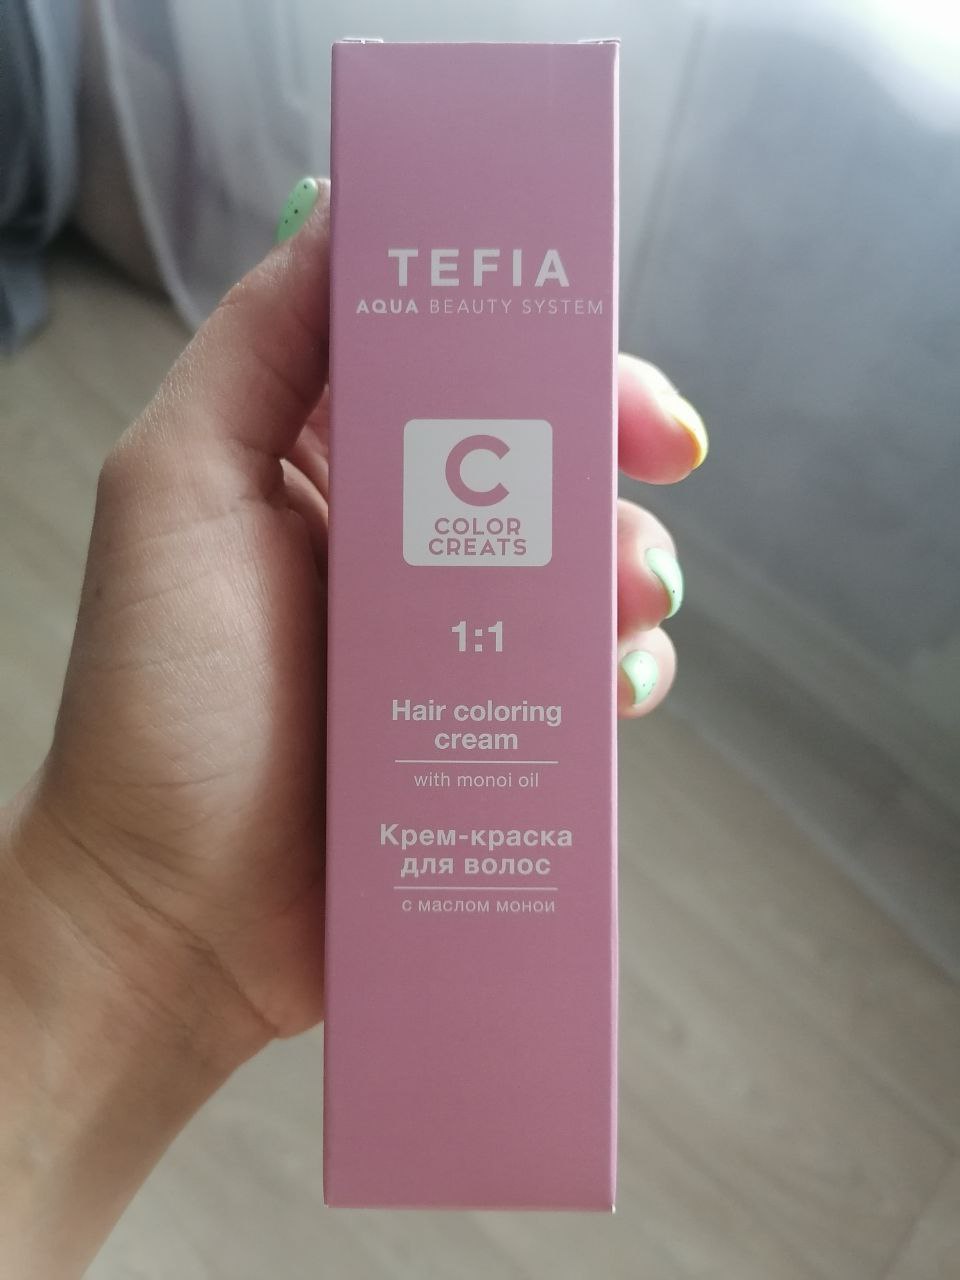 TEFIA
AQUA BEAUTY SYSTEM
C
COLOR
CREATS
1:1
Hair coloring
cream
with monoi oil
Крем-краска
для волос
с маслом монои